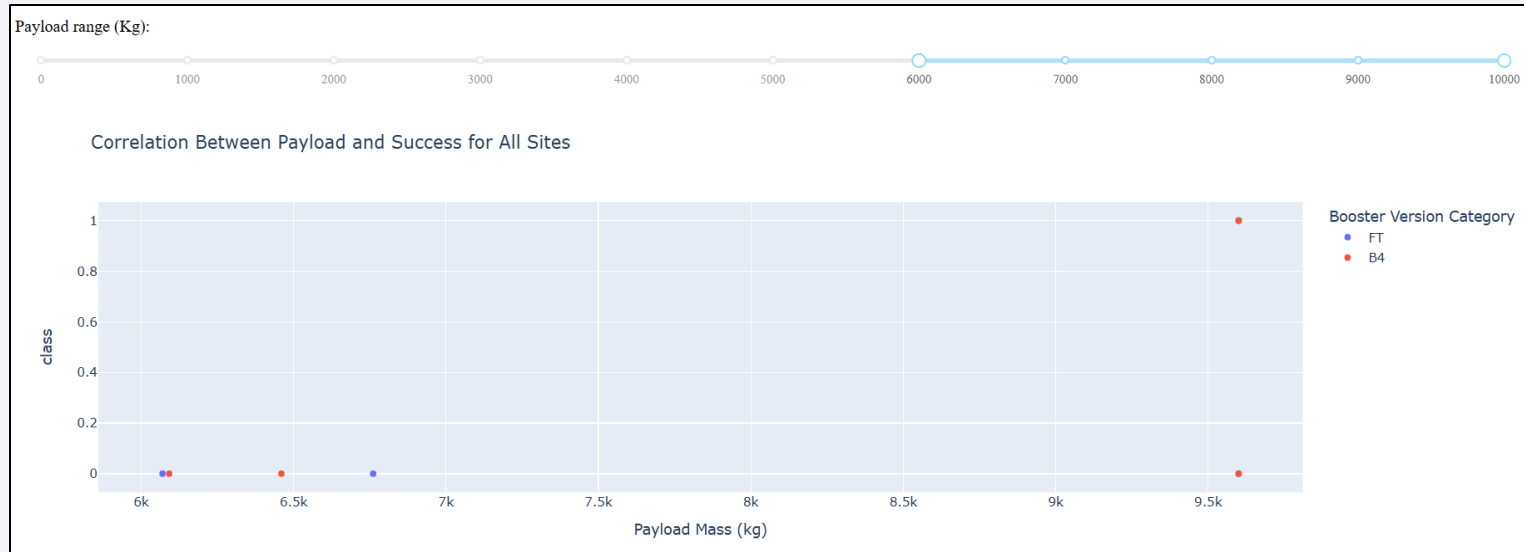 Payload range (Kg):
0 1000 2000 3000 4000 5000 6000 7000 8000 9000 10000
Correlation Between Payload and Success for All Sites
Booster Version Category
FT
B4
1
0.8
0.6
0.4
0.2
0
class
6k 6.5k 7k 7.5k 8k 8.5k 9k 9.5k
Payload Mass (kg)